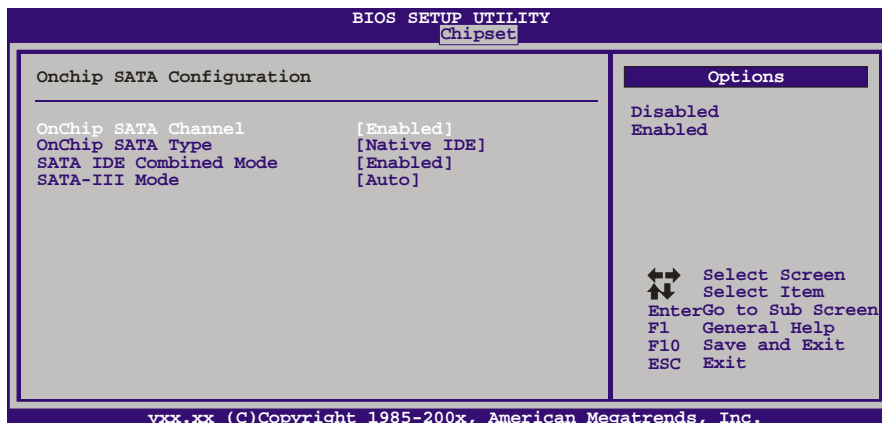 BIOS SETUP UTILITY
Chipset
Onchip SATA Configuration
OnChip SATA Channel [Enabled]
OnChip SATA Type [Native IDE]
SATA IDE Combined Mode [Enabled]
SATA-III Mode [Auto]
Options
Disabled
Enabled
Select Screen
Select Item
Enter Go to Sub Screen
F1 General Help
F10 Save and Exit
ESC Exit
vxx.xx (C)Copyright 1985-200x, American Megatrends, Inc.